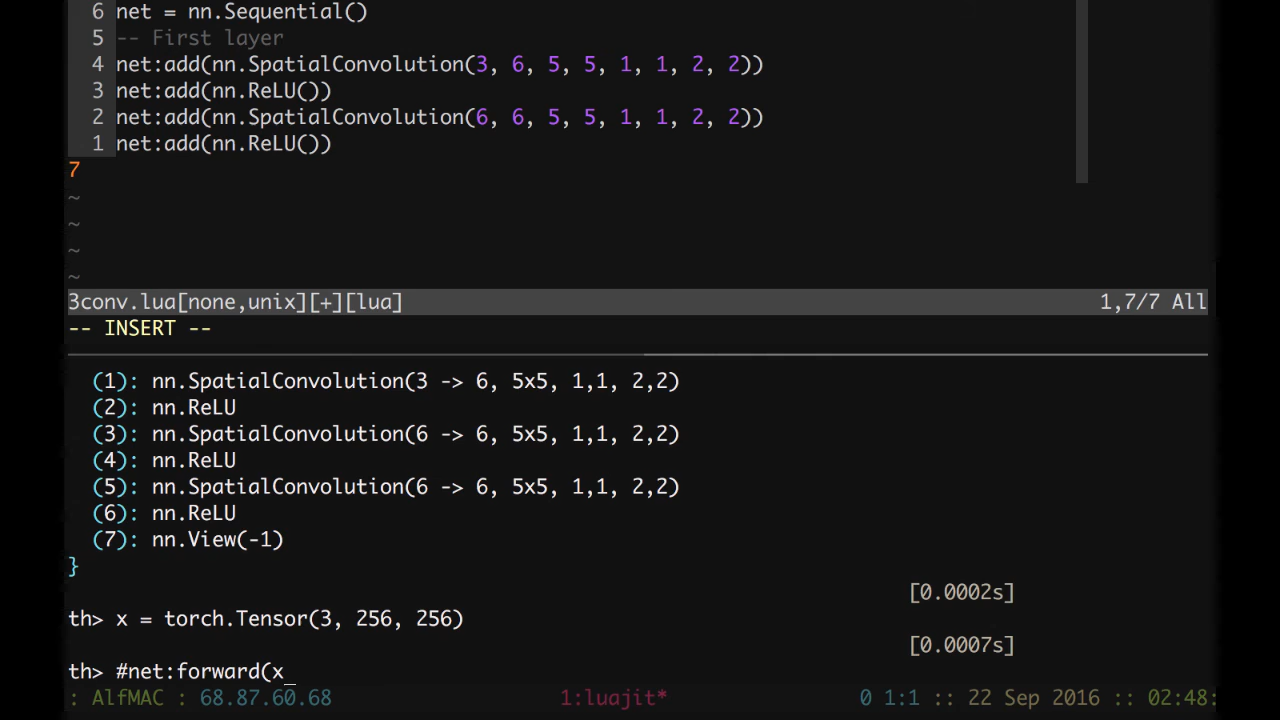 6 net = nn.Sequential()
5 -- First layer
4 net:add(nn.SpatialConvolution(3, 6, 5, 5, 1, 1, 2, 2))
3 net:add(nn.ReLU())
2 net:add(nn.SpatialConvolution(6, 6, 5, 5, 1, 1, 2, 2))
1 net:add(nn.ReLU())
7
~
~
~
~
3conv.lua[none,unix][+][lua] 1,7/7 All
-- INSERT --
(1): nn.SpatialConvolution(3 -> 6, 5x5, 1,1, 2,2)
(2): nn.ReLU
(3): nn.SpatialConvolution(6 -> 6, 5x5, 1,1, 2,2)
(4): nn.ReLU
(5): nn.SpatialConvolution(6 -> 6, 5x5, 1,1, 2,2)
(6): nn.ReLU
(7): nn.View(-1)
}
[0.0002s]
th> x = torch.Tensor(3, 256, 256)
[0.0007s]
th> #net:forward(x_
: AlfMAC : 68.87.60.68 1:luajit* 0 1:1 :: 22 Sep 2016 :: 02:48: